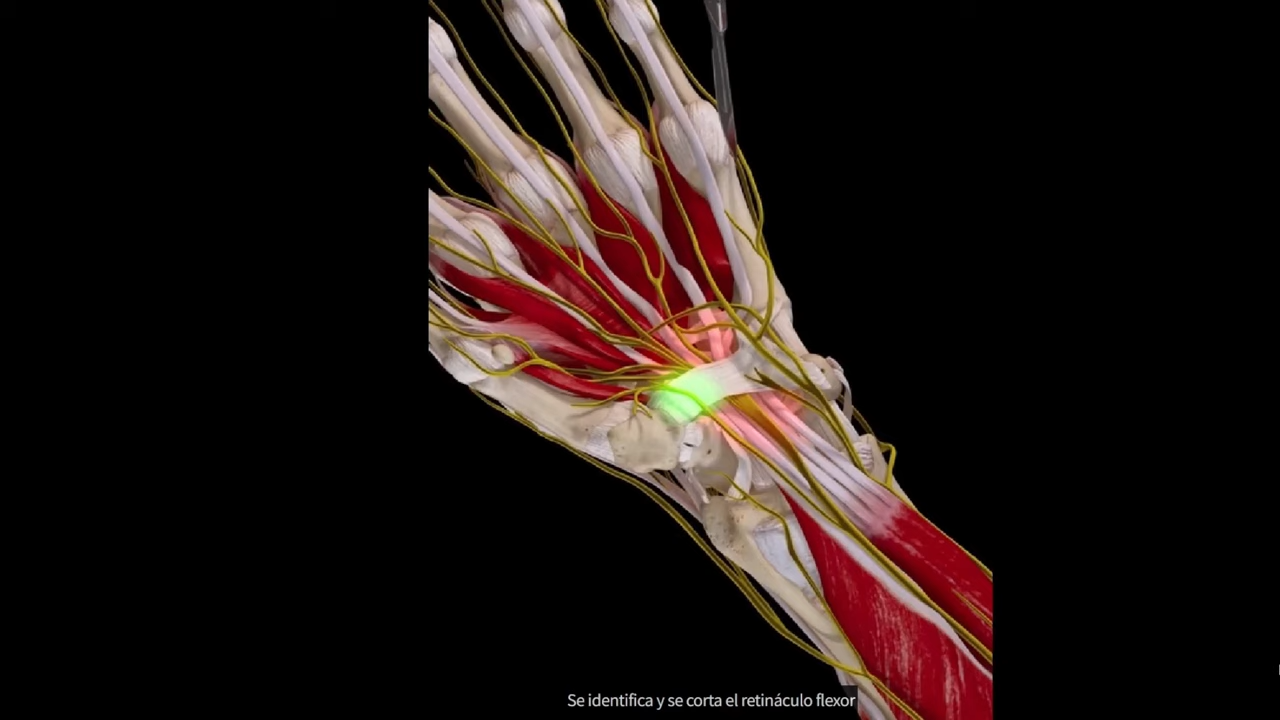 Se identifica y se corta el retináculo flexor